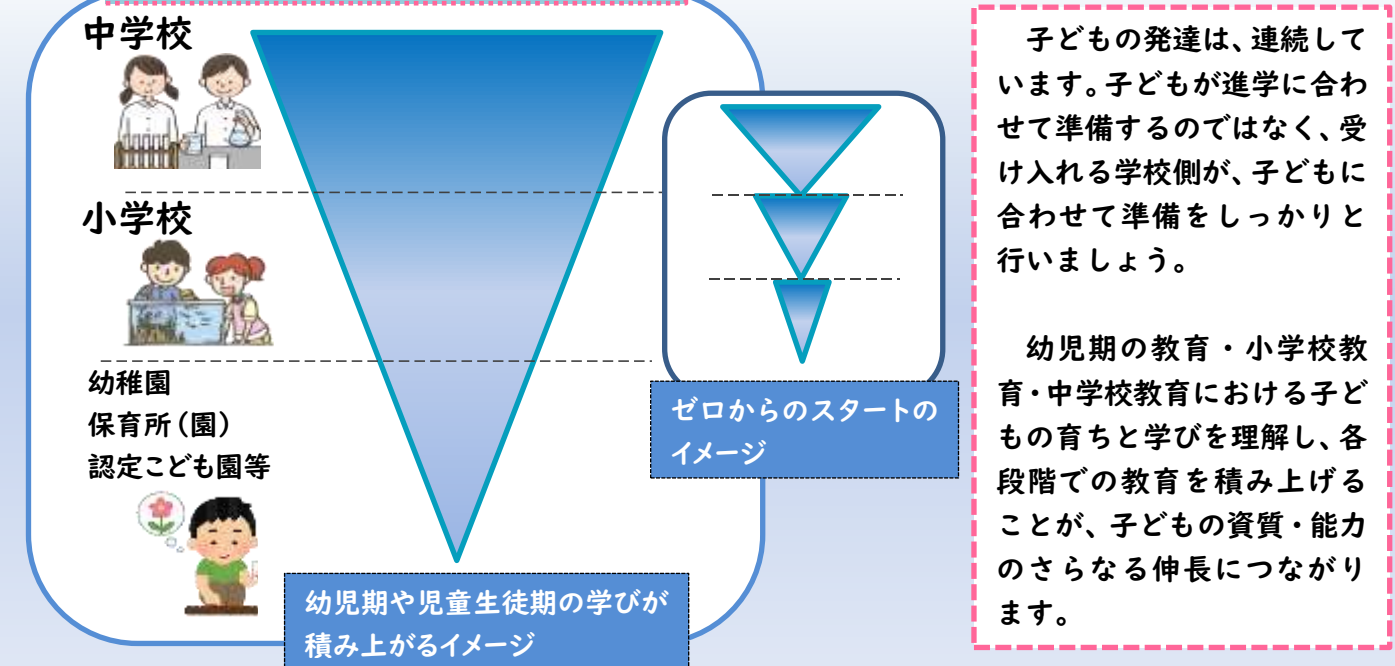 中学校
小学校
幼稚園
保育所(園)
認定こども園等
ゼロからのスタートの
イメージ
幼児期や児童生徒期の学びが
積み上がるイメージ
子どもの発達は、連続して
います。子どもが進学に合わ
せて準備するのではなく、受
け入れる学校側が、子どもに
合わせて準備をしっかりと
行いましょう。
幼児期の教育・小学校教
育・中学校教育における子ど
もの育ちと学びを理解し、各
段階での教育を積み上げる
ことが、子どもの資質・能力
のさらなる伸長につながり
ます。